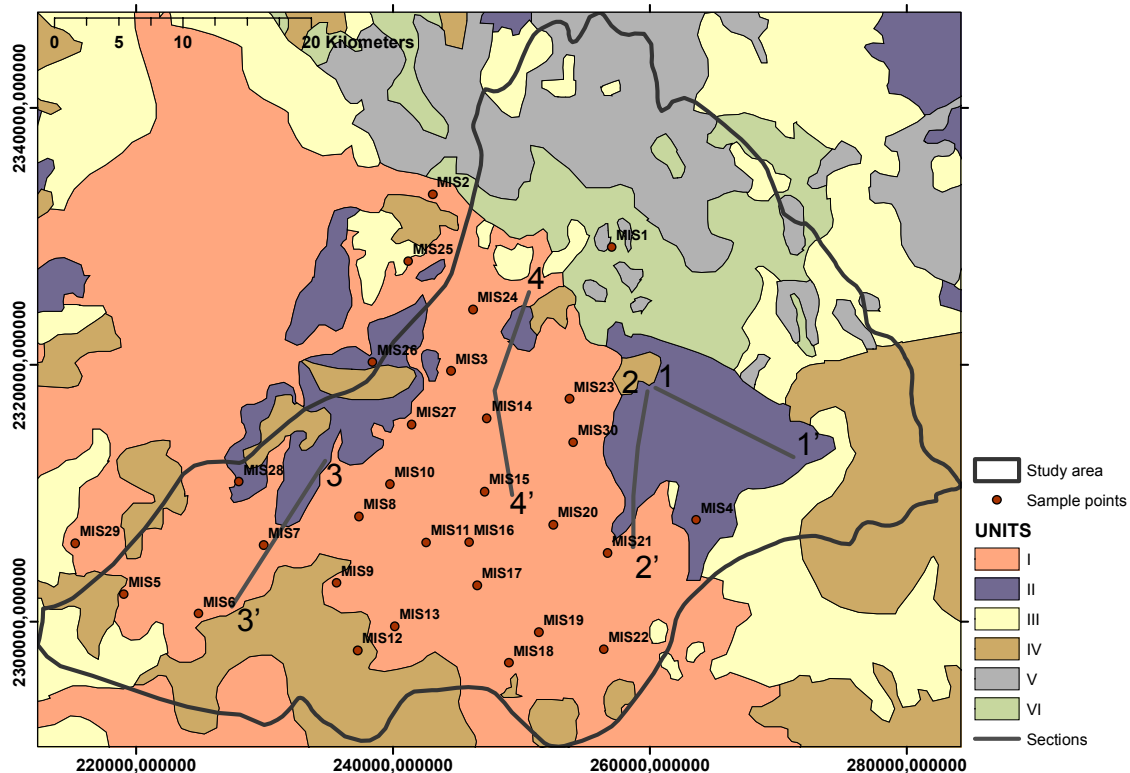 0 5 10 20 Kilometers
2340000,000000
2320000,000000
2300000,000000
MIS2
MIS1
MIS25
4
MIS24
MIS26
MIS3
2 1
MIS23
MIS14
MIS27
MIS30
1'
3
MIS28
MIS10
MIS15
4'
MIS8
MIS4
MIS20
MIS29
MIS11 MIS16
MIS7
MIS21
2'
MIS9
MIS17
MIS5
MIS6
3'
MIS13
MIS19
MIS12
MIS22
MIS18
220000,000000 240000,000000 260000,000000 280000,000000
Study area
Sample points
UNITS
I
II
III
IV
V
VI
Sections